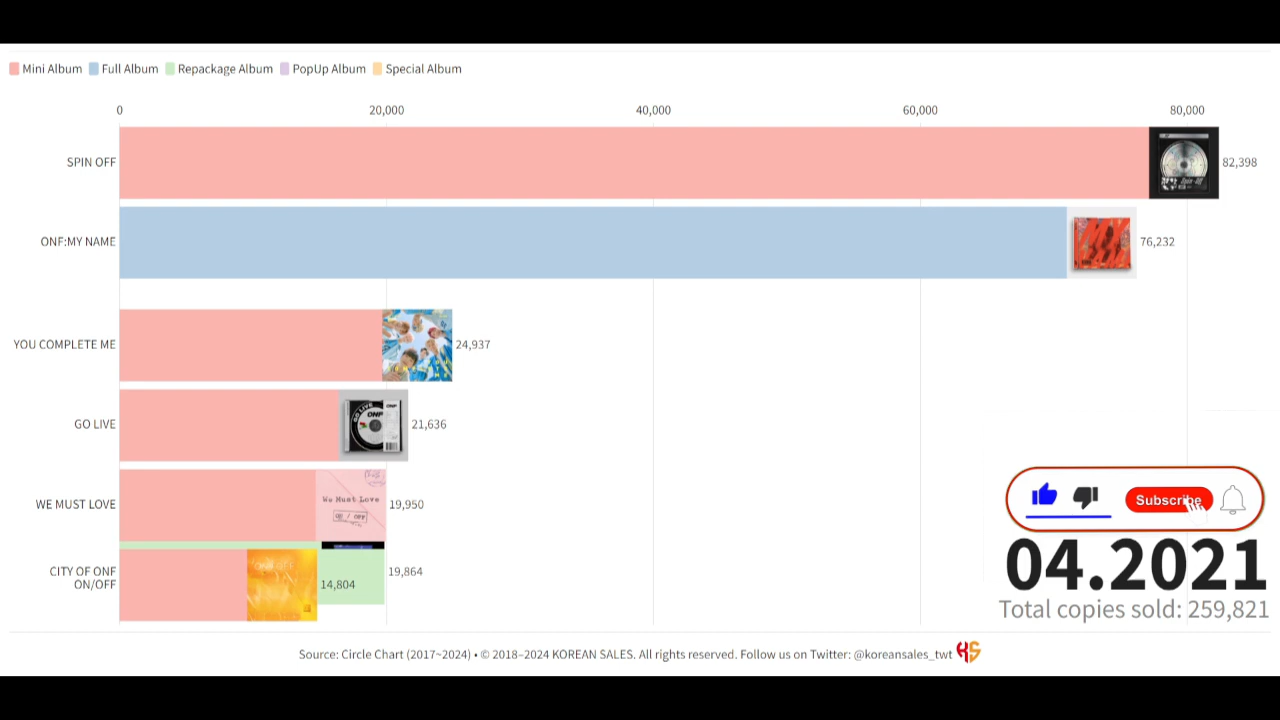 Mini Album Full Album Repackage Album PopUp Album Special Album
0 20,000 40,000 60,000 80,000
SPIN OFF 82,398
ONF:MY NAME 76,232
YOU COMPLETE ME 24,937
GO LIVE 21,636
WE MUST LOVE We Must Love 19,950
CITY OF ONF 19,864
ON/OFF 14,804
Subscribe
04.2021
Total copies sold: 259,821
Source: Circle Chart (2017~2024) • © 2018–2024 KOREAN SALES. All rights reserved. Follow us on Twitter: @koreansales_twt KS